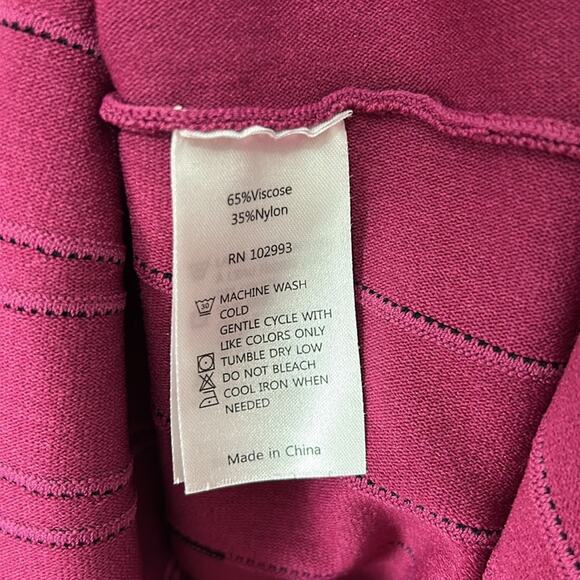 65%Viscose
35%Nylon
RN 102993
30
MACHINE WASH
COLD
GENTLE CYCLE WITH
LIKE COLORS ONLY
TUMBLE DRY LOW
DO NOT BLEACH
COOL IRON WHEN
NEEDED
Made in China